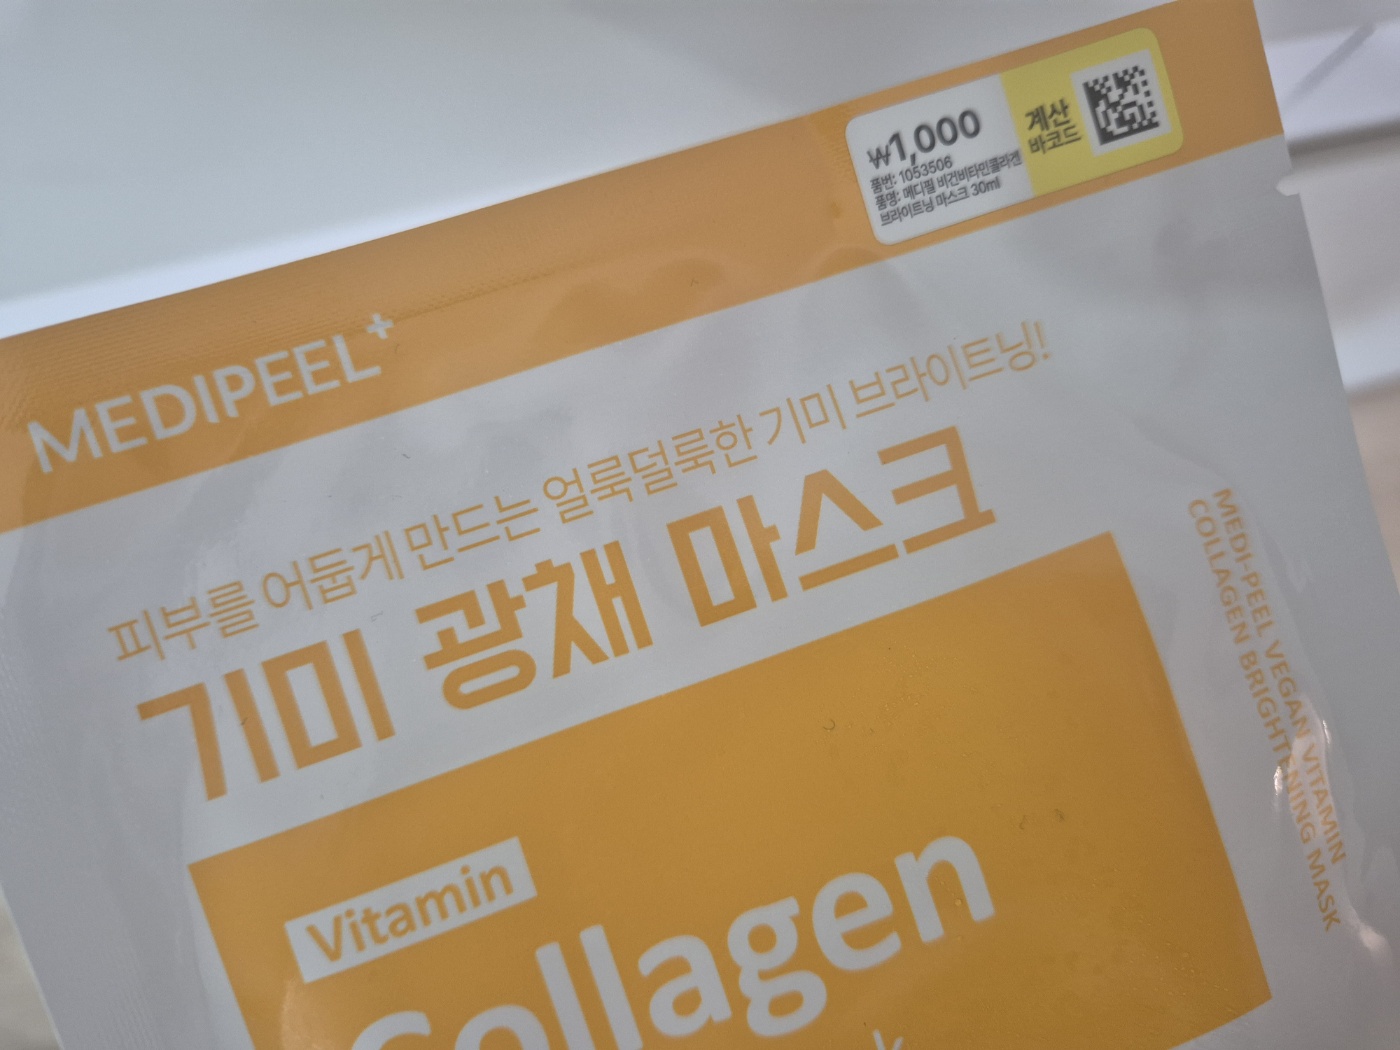 ₩1,000
품번: 1053506
품명: 메디필 비건비타민콜라겐
브라이트닝 마스크 30ml
계산
바코드
MEDIPEEL+
피부를 어둡게 만드는 얼룩덜룩한 기미 브라이트닝!
기미 광채 마스크
Vitamin
Collagen
MEDI-PEEL VEGAN VITAMIN
COLLAGEN BRIGHTENING MASK